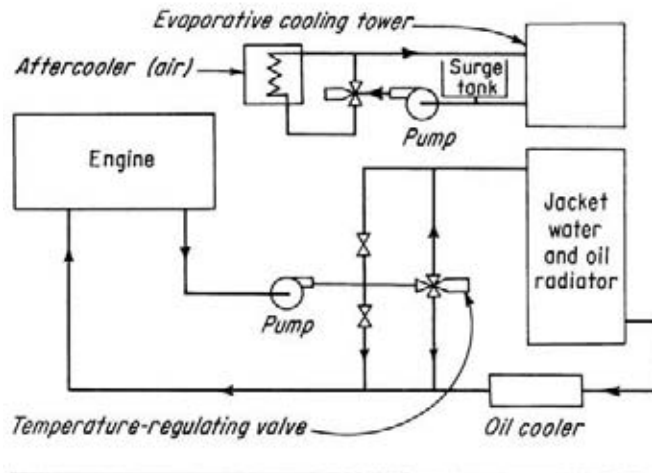 Evaporative cooling tower
Aftercooler (air)
Surge
tank
Pump
Engine
Jacket
water
and oil
radiator
Pump
Temperature-regulating valve
Oil cooler